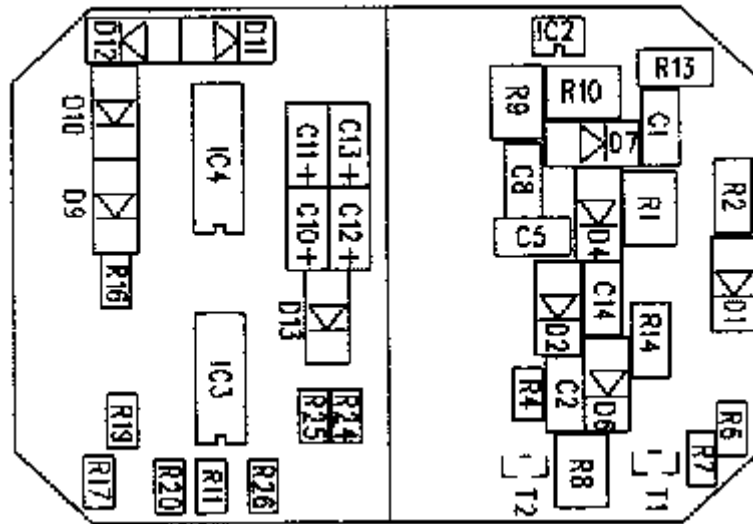 D12
D11
IC2
R13
D10
R9
R10
C1
IC4
C11
C13
D7
C8
D9
R1
R2
C10
C12
C5
D4
R16
D13
C14
D1
D2
R14
IC3
R4
C2
D6
R19
R25
R24
R6
R7
R17
R20
R11
R26
R8
T2
T1